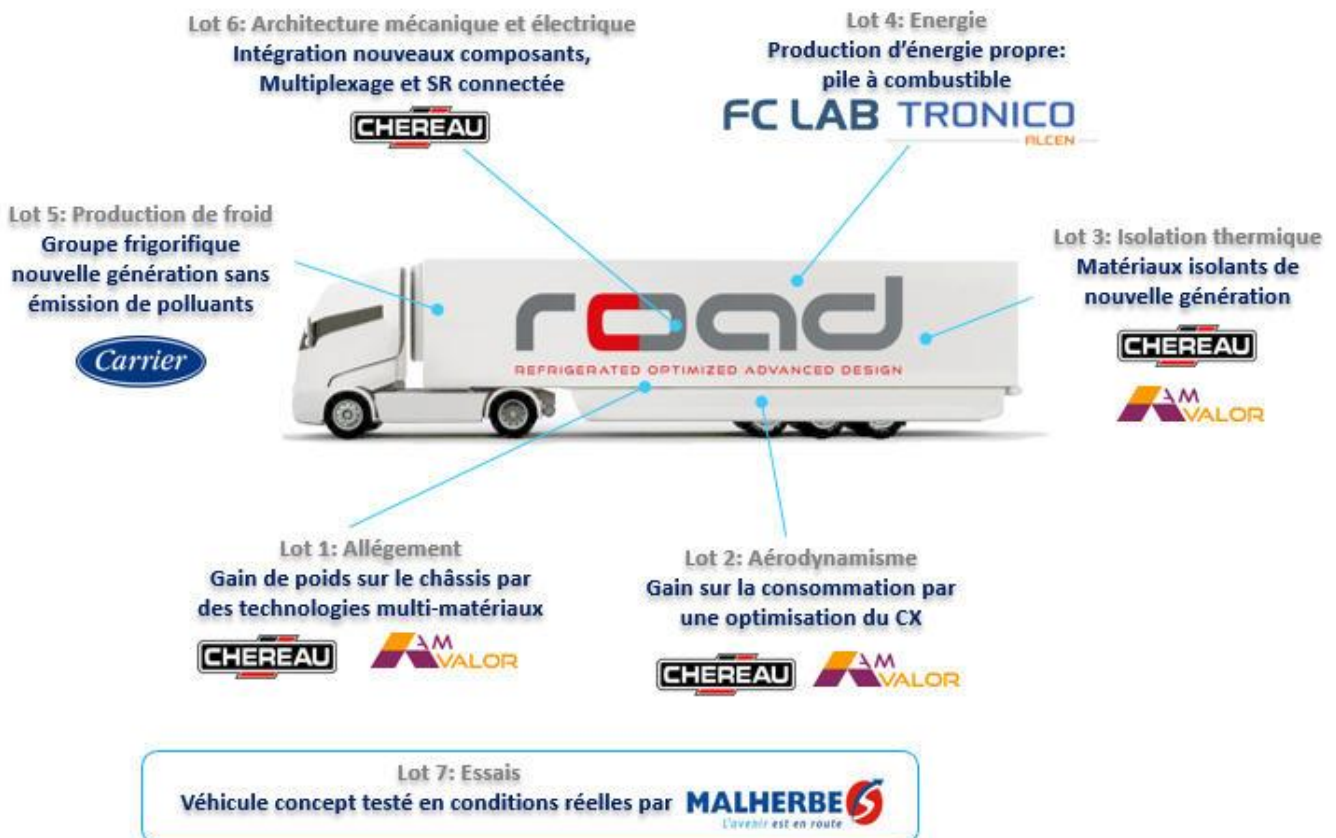 Lot 6: Architecture mécanique et électrique
Intégration nouveaux composants,
Multiplexage et SR connectée
CHEREAU
Lot 4: Energie
Production d’énergie propre:
pile à combustible
FC LAB TRONICO
ALCEN
Lot 5: Production de froid
Groupe frigorifique
nouvelle génération sans
émission de polluants
Carrier
Lot 3: Isolation thermique
Matériaux isolants de
nouvelle génération
CHEREAU
AM
VALOR
road
REFRIGERATED OPTIMIZED ADVANCED DESIGN
Lot 1: Allégement
Gain de poids sur le châssis par
des technologies multi-matériaux
CHEREAU
AM
VALOR
Lot 2: Aérodynamisme
Gain sur la consommation par
une optimisation du CX
CHEREAU
AM
VALOR
Lot 7: Essais
Véhicule concept testé en conditions réelles par MALHERBE
L'avenir est en route